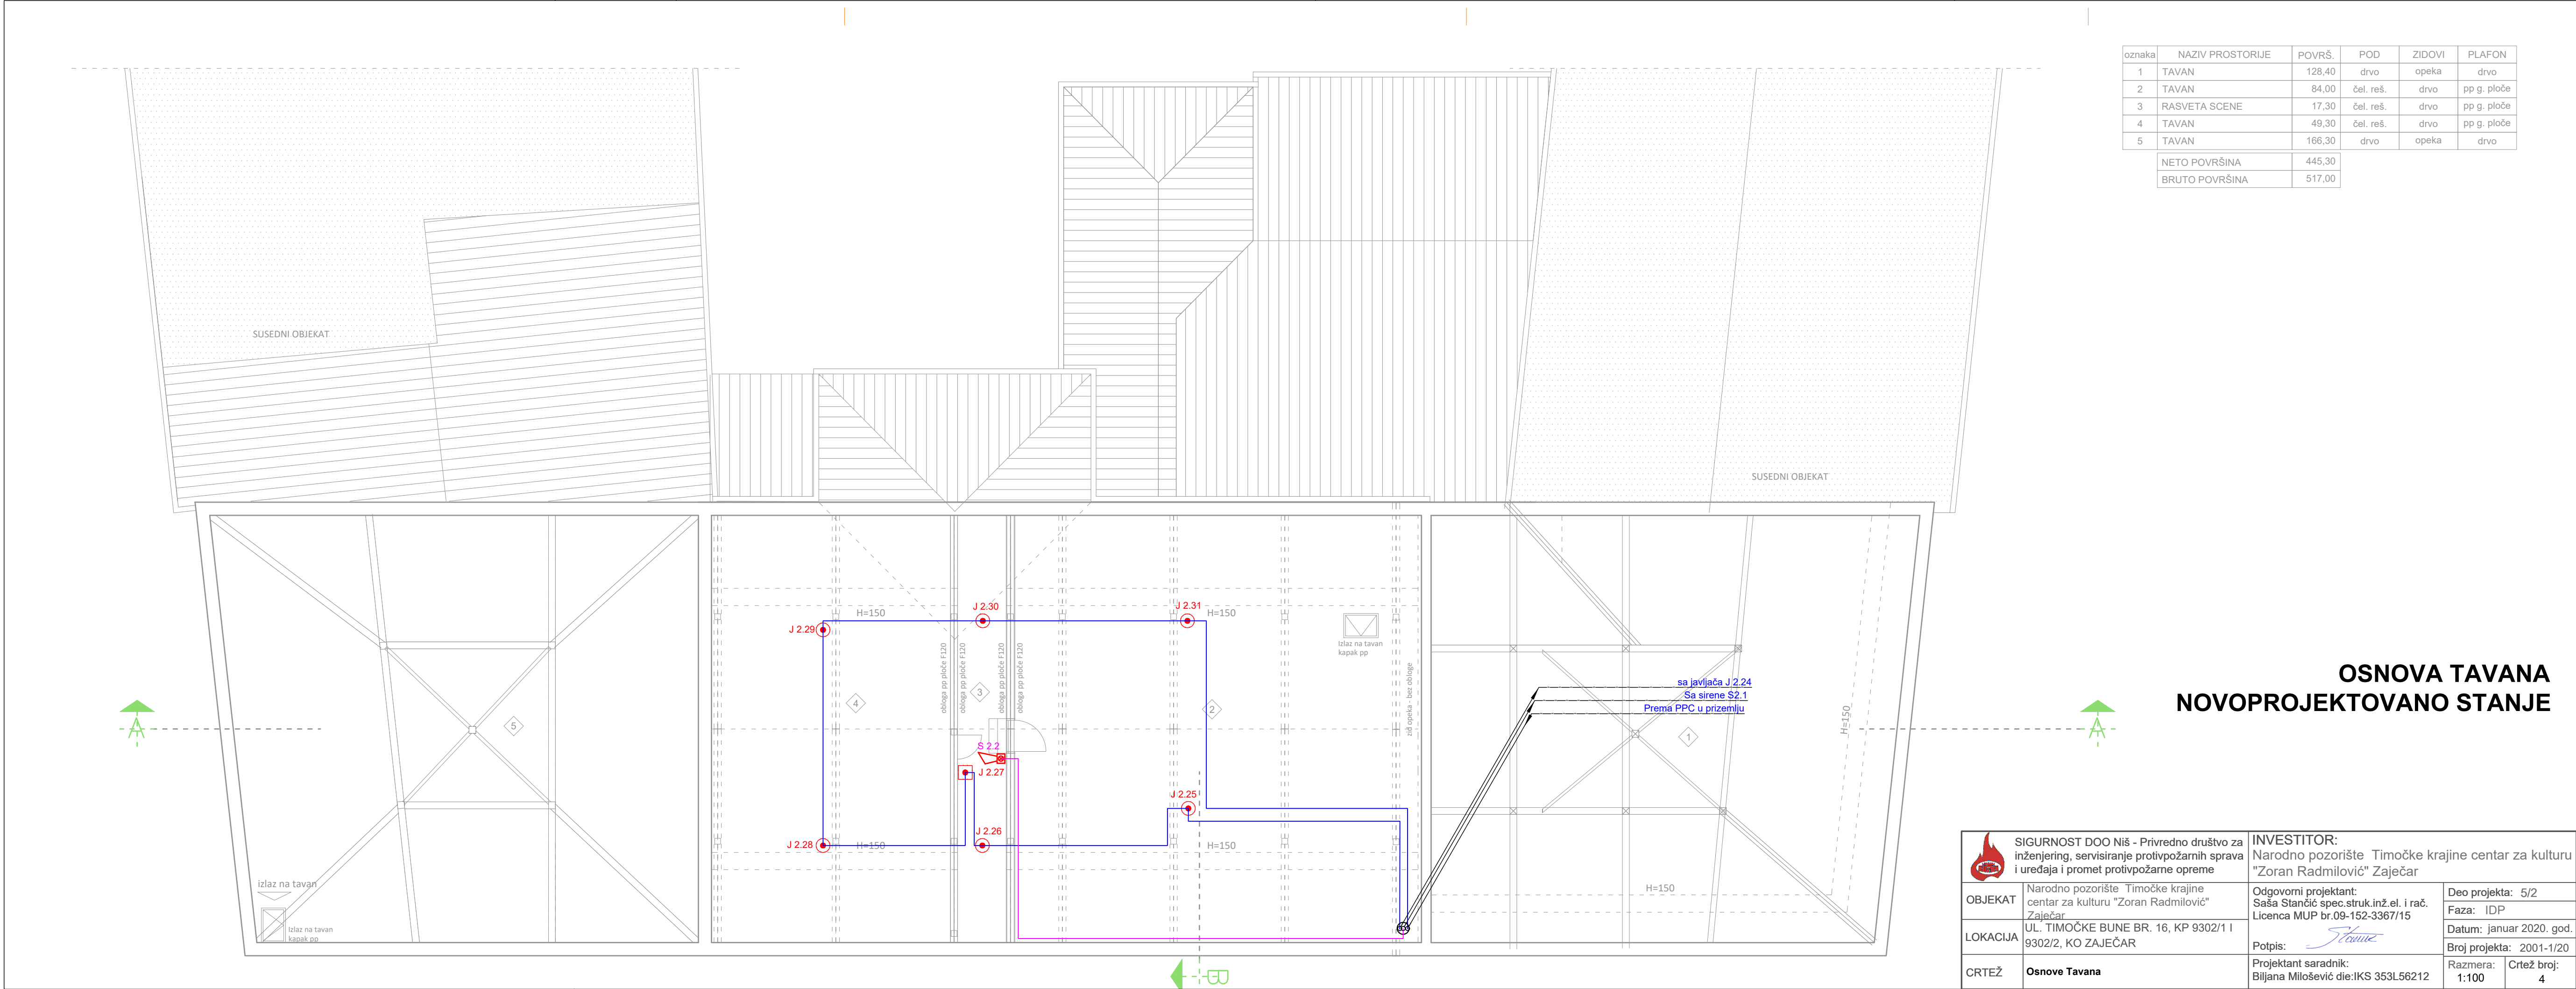 oznaka NAZIV PROSTORIJE POVRŠ. POD ZIDOVI PLAFON
1 TAVAN 128,40 drvo opeka drvo
2 TAVAN 84,00 čel. reš. drvo pp g. ploče
3 RASVETA SCENE 17,30 čel. reš. drvo pp g. ploče
4 TAVAN 49,30 čel. reš. drvo pp g. ploče
5 TAVAN 166,30 drvo opeka drvo
NETO POVRŠINA 445,30
BRUTO POVRŠINA 517,00
SUSEDNI OBJEKAT
SUSEDNI OBJEKAT
H=150
J 2.30
J 2.31
H=150
J 2.29
Izlaz na tavan
kapak pp
obloga pp ploče F120
obloga pp ploče F120
obloga pp ploče F120
obloga pp ploče F120
zid opeka - bez obloge
3
4
2
5
1
sa javljača J 2.24
Sa sirene S2.1
Prema PPC u prizemlju
H=150
A
A
S 2.2
J 2.27
J 2.25
J 2.26
J 2.28
H=150
H=150
H=150
izlaz na tavan
Izlaz na tavan
kapak pp
B
OSNOVA TAVANA
NOVOPROJEKTOVANO STANJE
SIGURNOST DOO Niš - Privredno društvo za
inženjering, servisiranje protivpožarnih sprava
i uređaja i promet protivpožarne opreme
INVESTITOR:
Narodno pozorište Timočke krajine centar za kulturu
"Zoran Radmilović" Zaječar
OBJEKAT
Narodno pozorište Timočke krajine
centar za kulturu "Zoran Radmilović"
Zaječar
Odgovorni projektant:
Saša Stančić spec.struk.inž.el. i rač.
Licenca MUP br.09-152-3367/15
Potpis:
Deo projekta: 5/2
Faza: IDP
Datum: januar 2020. god.
Broj projekta: 2001-1/20
LOKACIJA
UL. TIMOČKE BUNE BR. 16, KP 9302/1 I
9302/2, KO ZAJEČAR
CRTEŽ
Osnove Tavana
Projektant saradnik:
Biljana Milošević die:IKS 353L56212
Razmera:
1:100
Crtež broj:
4